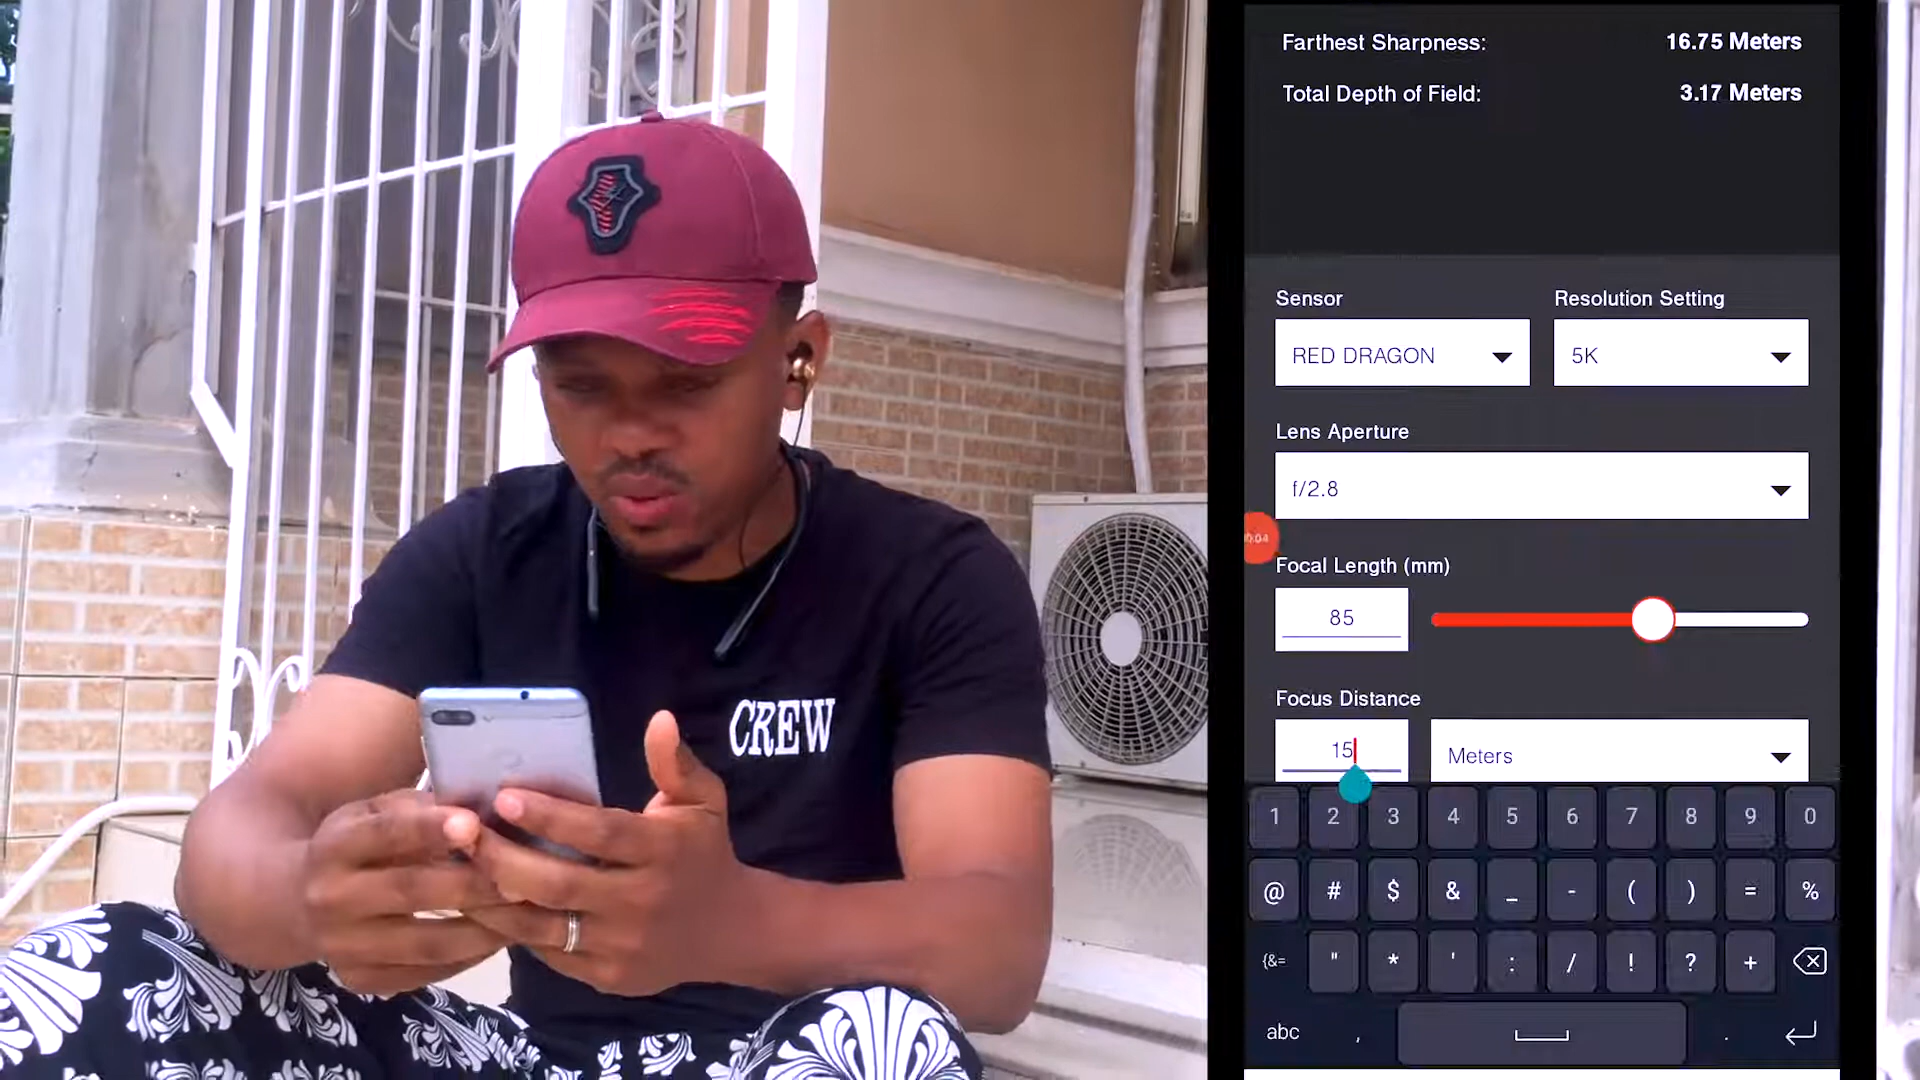 Farthest Sharpness: 16.75 Meters
Total Depth of Field: 3.17 Meters
Sensor Resolution Setting
RED DRAGON 5K
Lens Aperture
f/2.8
Focal Length (mm)
85
Focus Distance
15 Meters
1 2 3 4 5 6 7 8 9 0
@ # $ & _ - ( ) = %
{&= " * ' : / ! ? +
abc , .
CREW